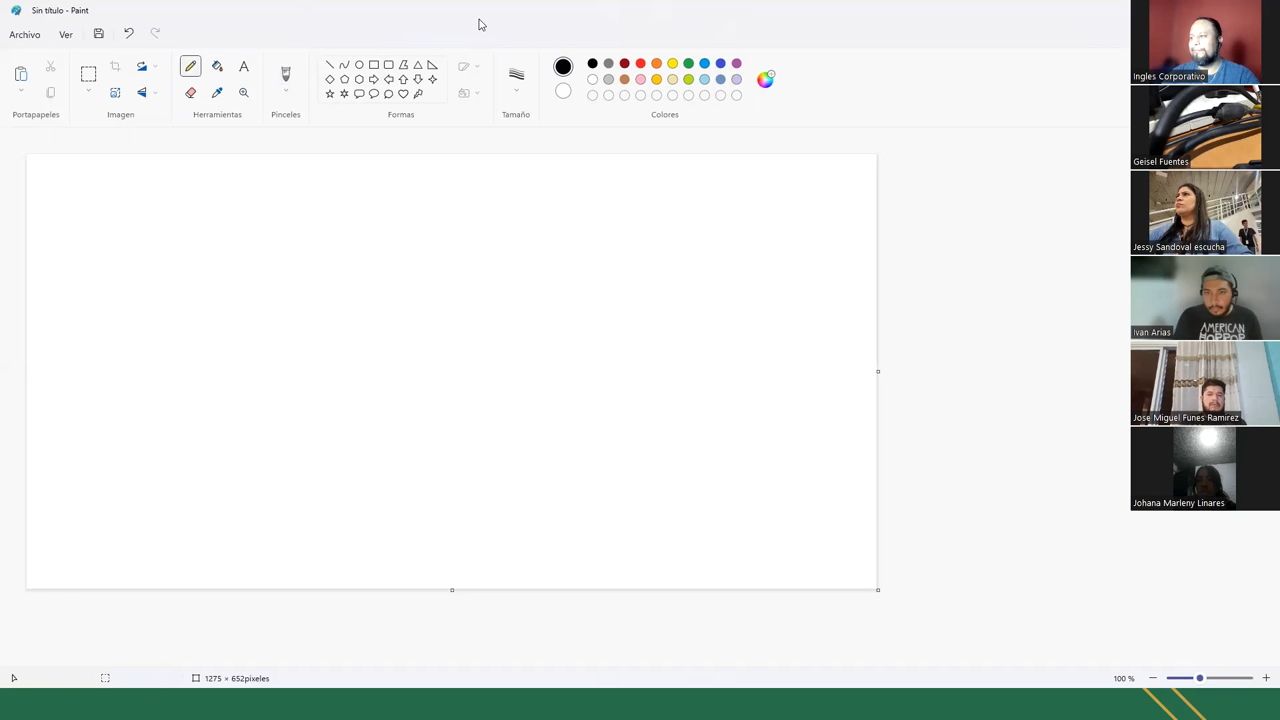 Sin título - Paint
Archivo
Ver
Portapapeles
Imagen
Herramientas
Pinceles
Formas
Tamaño
Colores
Ingles Corporativo
Geisel Fuentes
Jessy Sandoval escucha
Ivan Arias
AMERICAN
HORROR
Jose Miguel Funes Ramirez
Johana Marleny Linares
1275 × 652píxeles
100 %